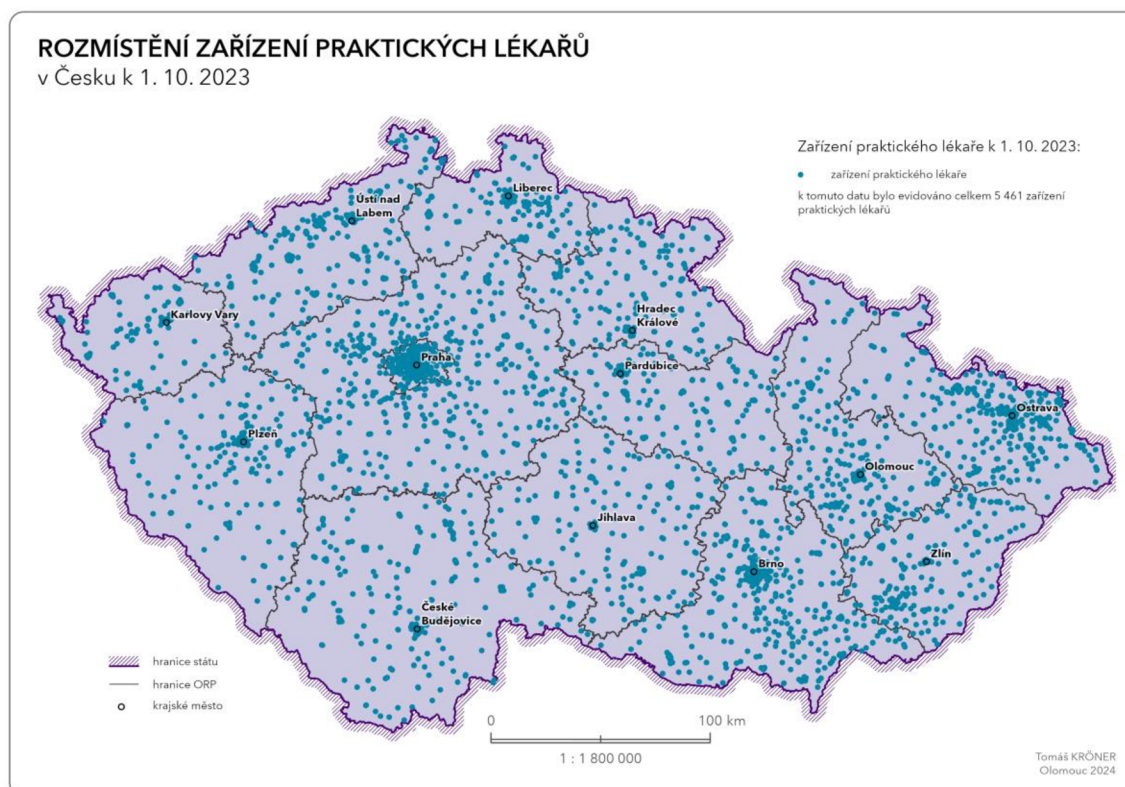 ROZMÍSTĚNÍ ZAŘÍZENÍ PRAKTICKÝCH LÉKAŘŮ
v Česku k 1. 10. 2023
Zařízení praktického lékaře k 1. 10. 2023:
zařízení praktického lékaře
k tomuto datu bylo evidováno celkem 5 461 zařízení
praktických lékářů
Liberec
Ústí nad
Labem
Karlovy Vary
Hradec
Králové
Praha
Pardubice
Ostrava
Plzeň
Olomouc
Jihlava
Zlín
Brno
České
Budějovice
hranice státu
hranice ORP
krajské město
0 100 km
1 : 1 800 000
Tomáš KRÖNER
Olomouc 2024